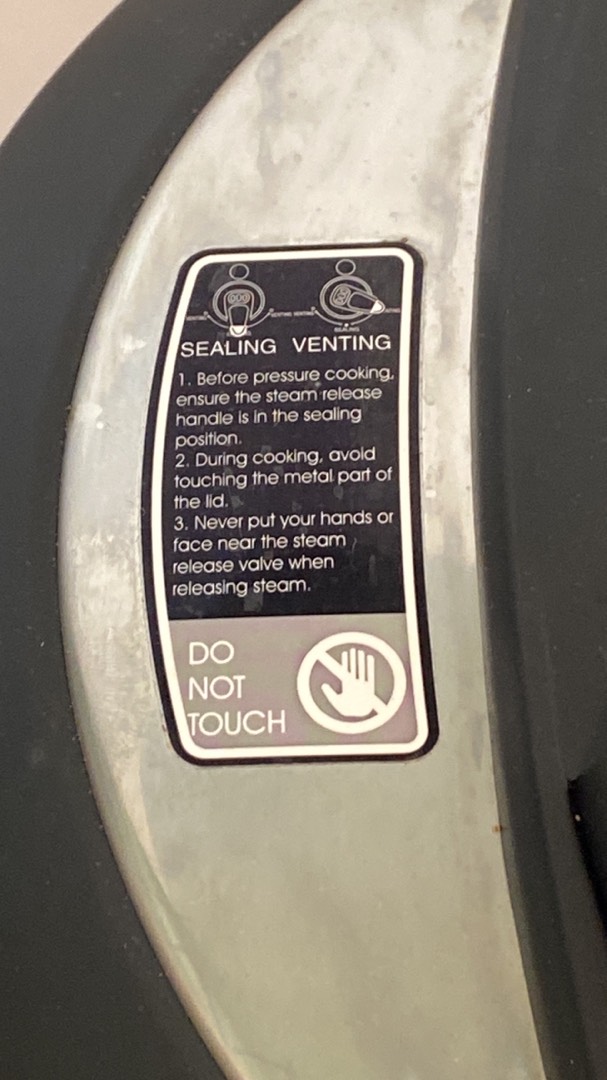 SEALING VENTING
1. Before pressure cooking,
ensure the steam release
handle is in the sealing
position.
2. During cooking, avoid
touching the metal part of
the lid.
3. Never put your hands or
face near the steam
release valve when
releasing steam.
DO
NOT
TOUCH